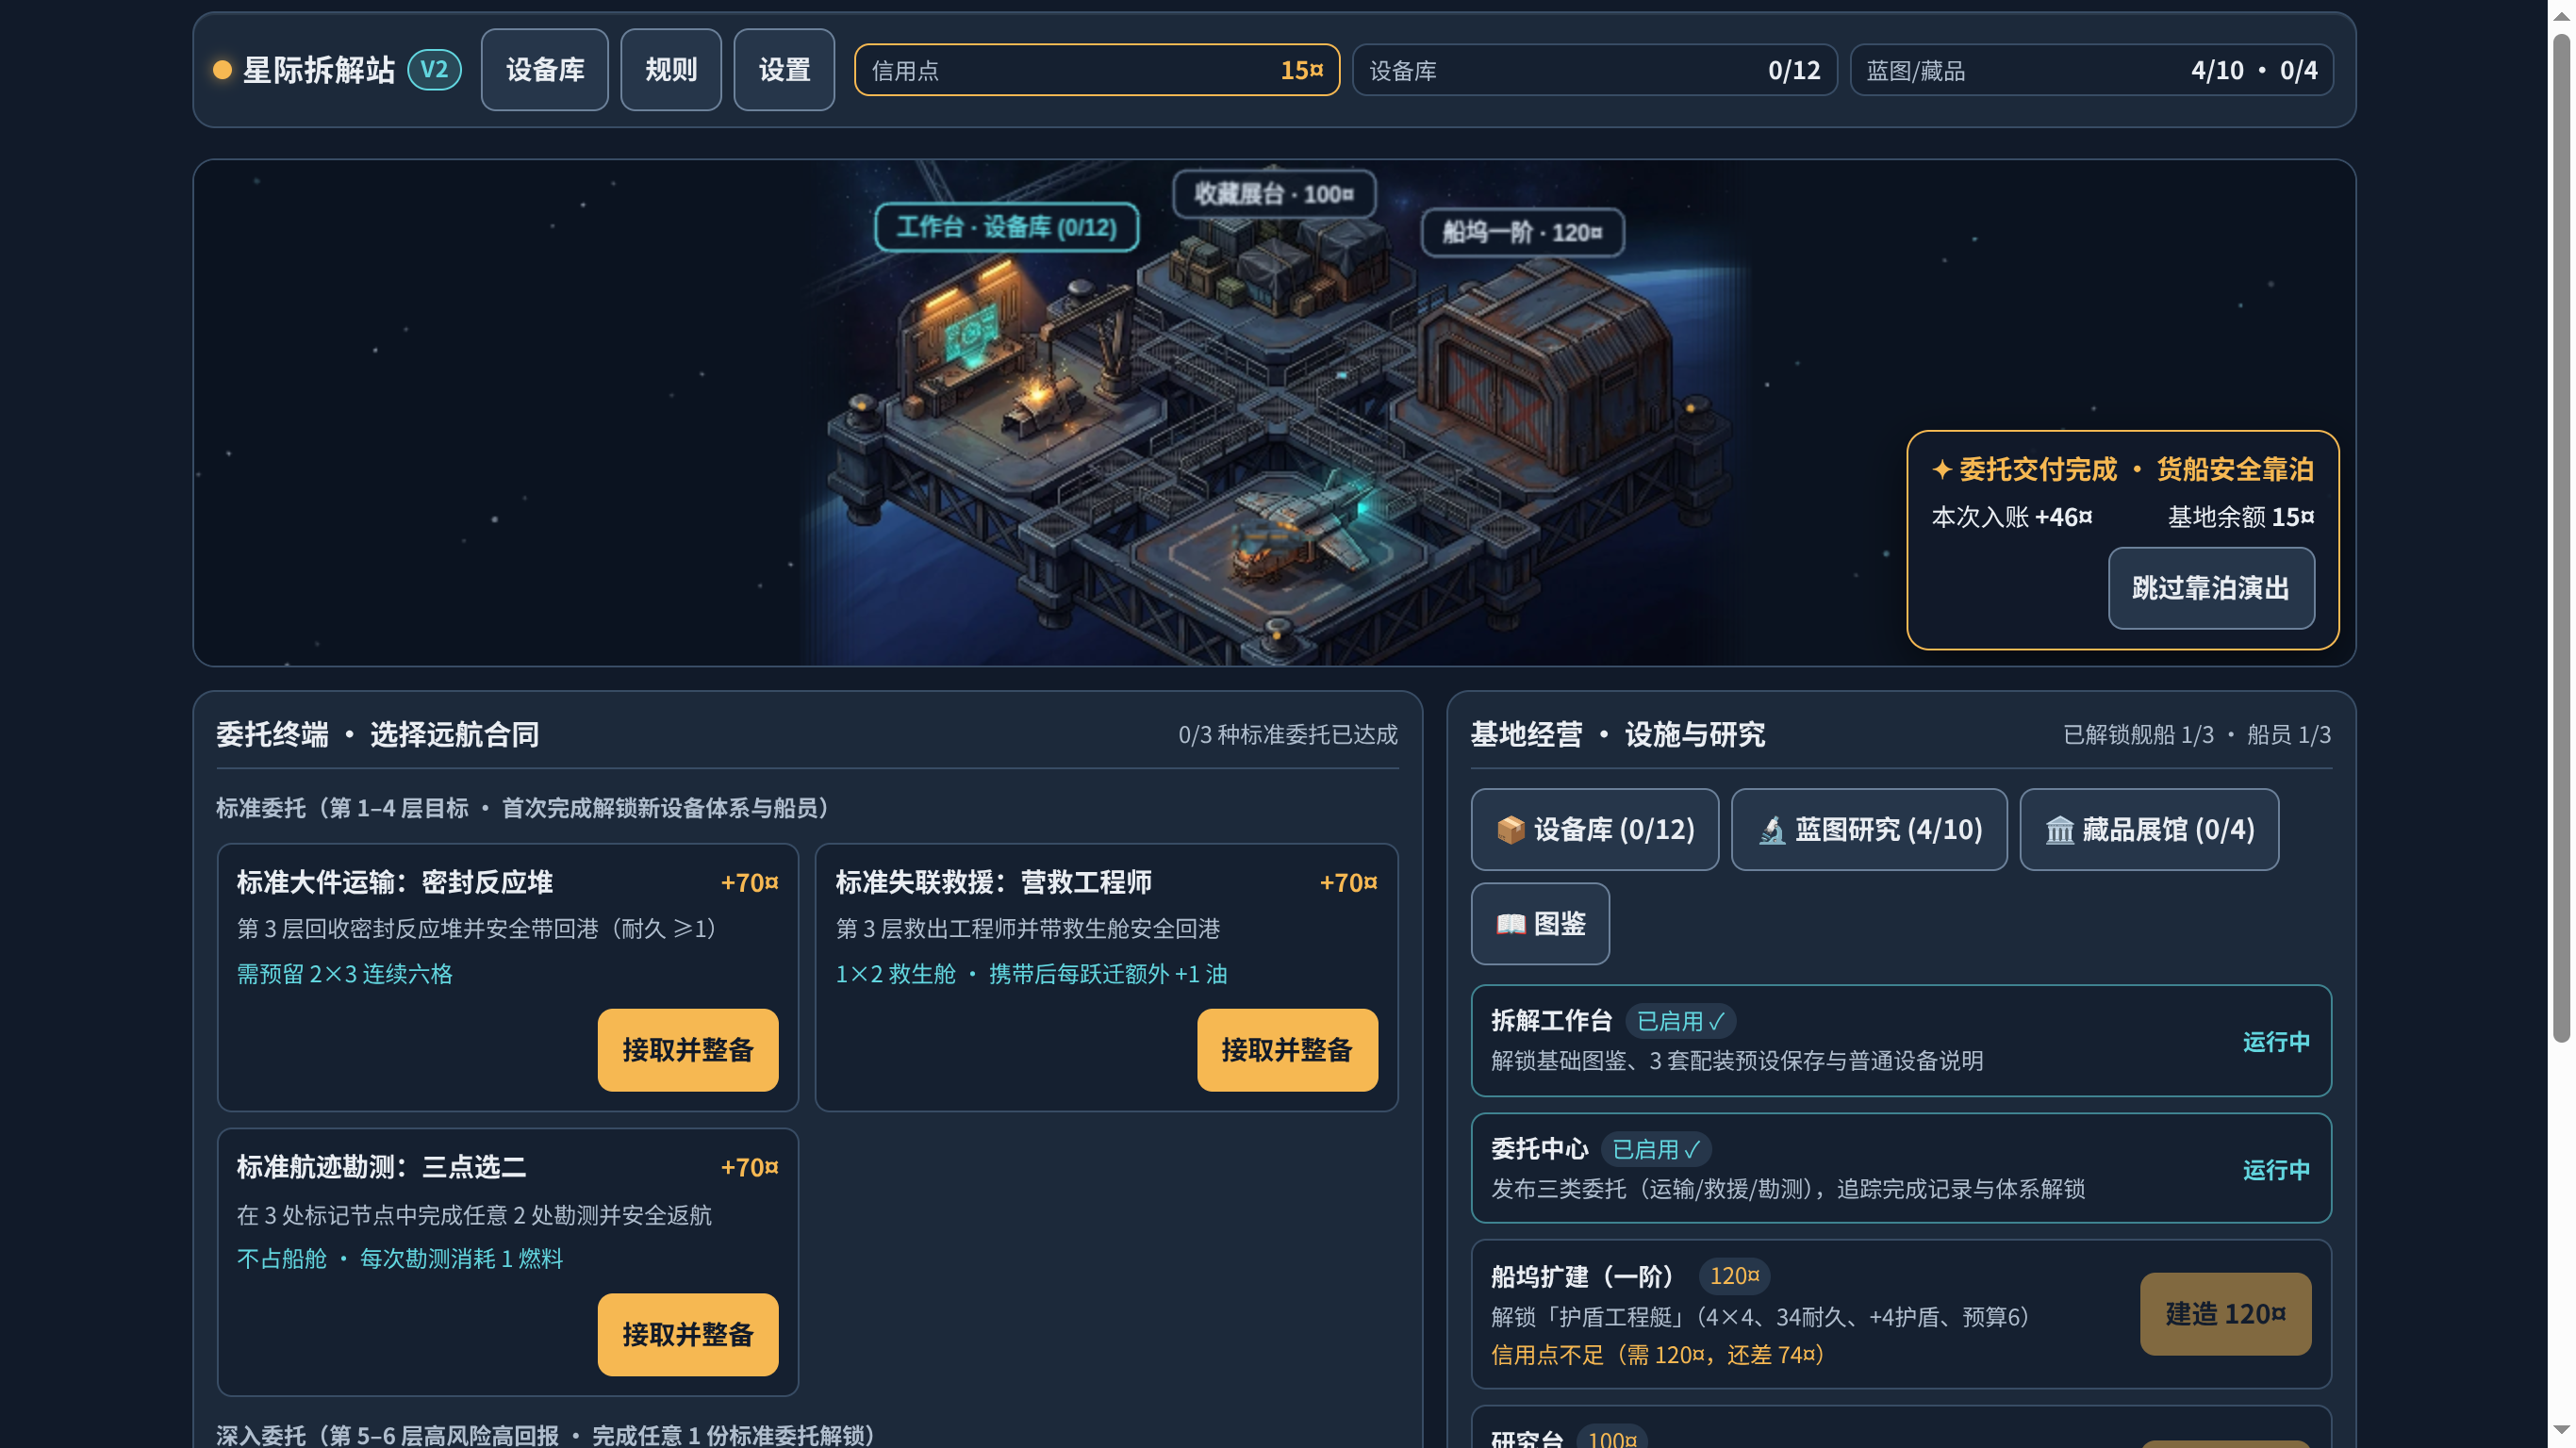 星际拆解站 V2 设备库 规则 设置 信用点 15¤ 设备库 0/12 蓝图/藏品 4/10 • 0/4
收藏展台 · 100¤
工作台 · 设备库 (0/12)
船坞一阶 · 120¤
✦ 委托交付完成 • 货船安全靠泊
本次入账 +46¤ 基地余额 15¤
跳过靠泊演出
委托终端 • 选择远航合同 0/3 种标准委托已达成
标准委托（第 1–4 层目标 • 首次完成解锁新设备体系与船员）
标准大件运输：密封反应堆 +70¤
第 3 层回收密封反应堆并安全带回港（耐久 ≥1）
需预留 2×3 连续六格
接取并整备
标准失联救援：营救工程师 +70¤
第 3 层救出工程师并带救生舱安全回港
1×2 救生舱 • 携带后每跃迁额外 +1 油
接取并整备
标准航迹勘测：三点选二 +70¤
在 3 处标记节点中完成任意 2 处勘测并安全返航
不占船舱 • 每次勘测消耗 1 燃料
接取并整备
深入委托（第 5–6 层高风险高回报 • 完成任意 1 份标准委托解锁）
基地经营 • 设施与研究 已解锁舰船 1/3 • 船员 1/3
📦 设备库 (0/12) 🔬 蓝图研究 (4/10) 🏛️ 藏品展馆 (0/4)
📖 图鉴
拆解工作台 已启用 ✓
解锁基础图鉴、3 套配装预设保存与普通设备说明
运行中
委托中心 已启用 ✓
发布三类委托（运输/救援/勘测），追踪完成记录与体系解锁
运行中
船坞扩建（一阶） 120¤
解锁「护盾工程艇」（4×4、34耐久、+4护盾、预算6）
信用点不足（需 120¤，还差 74¤）
建造 120¤
研究台 100¤